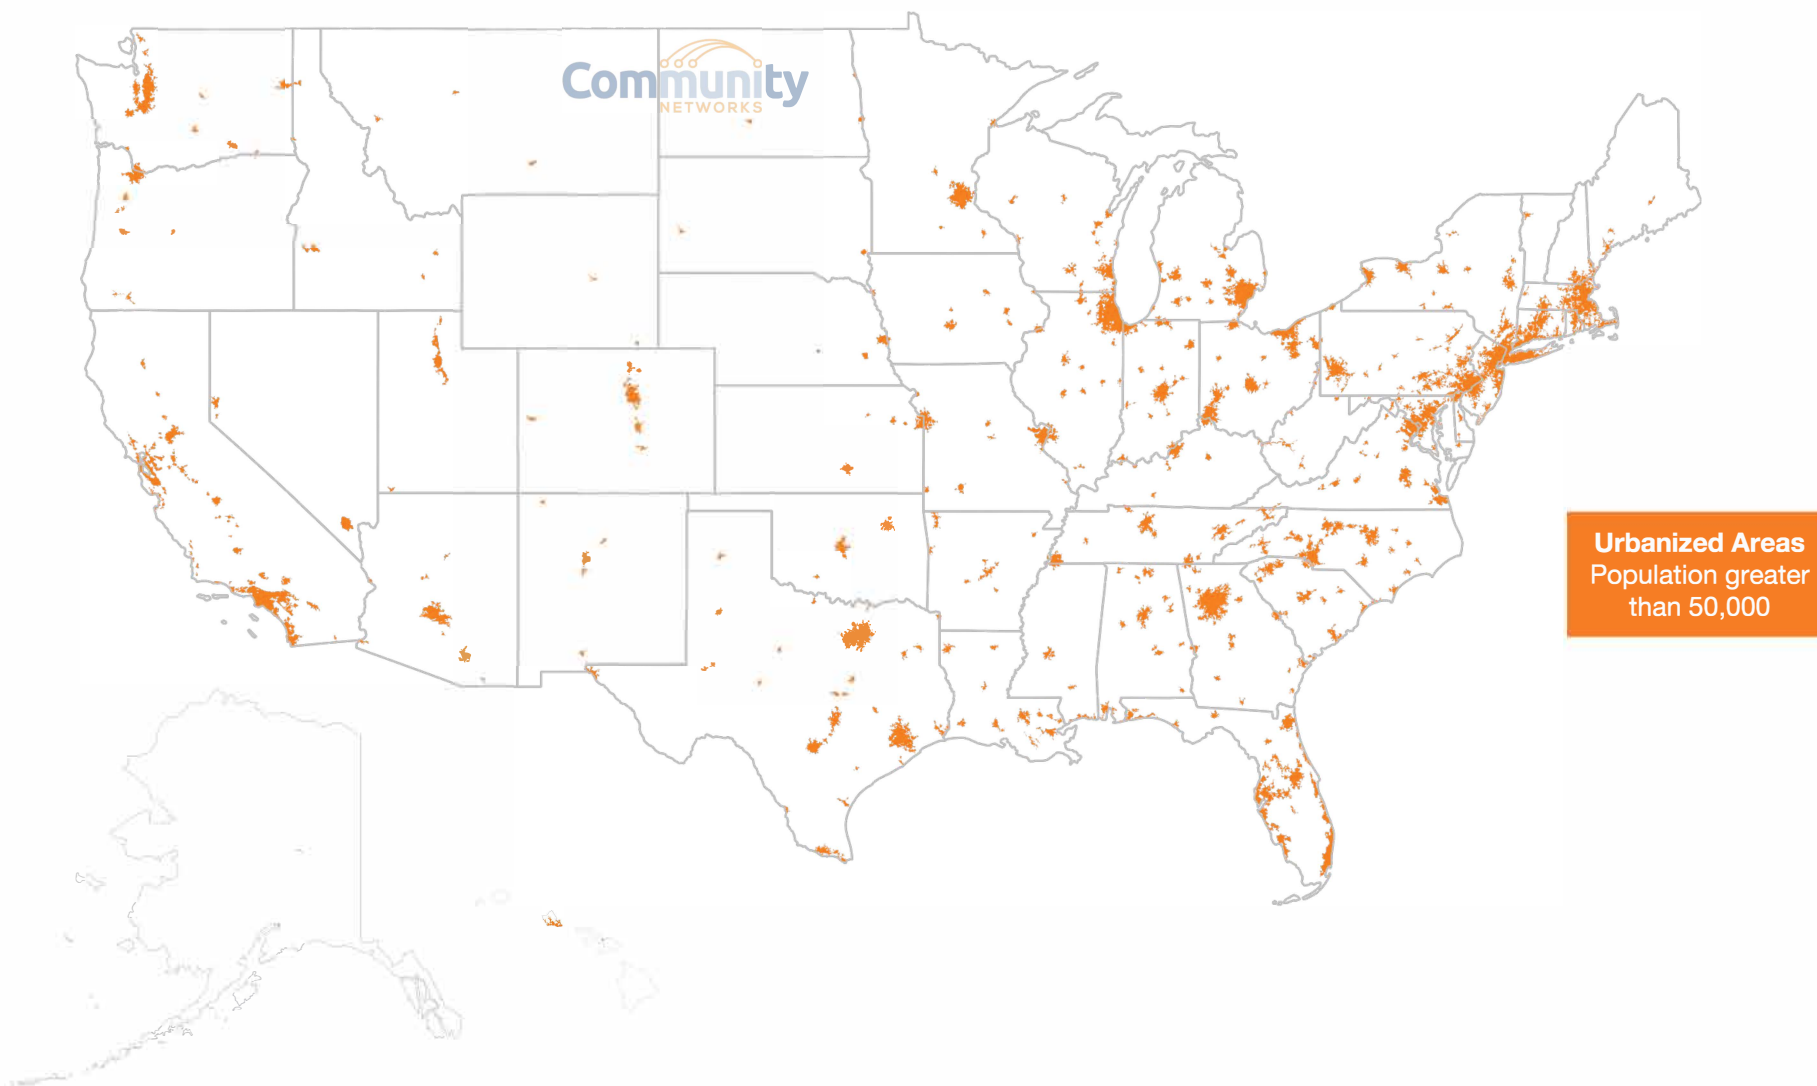 Community
NETWORKS
Urbanized Areas
Population greater
than 50,000